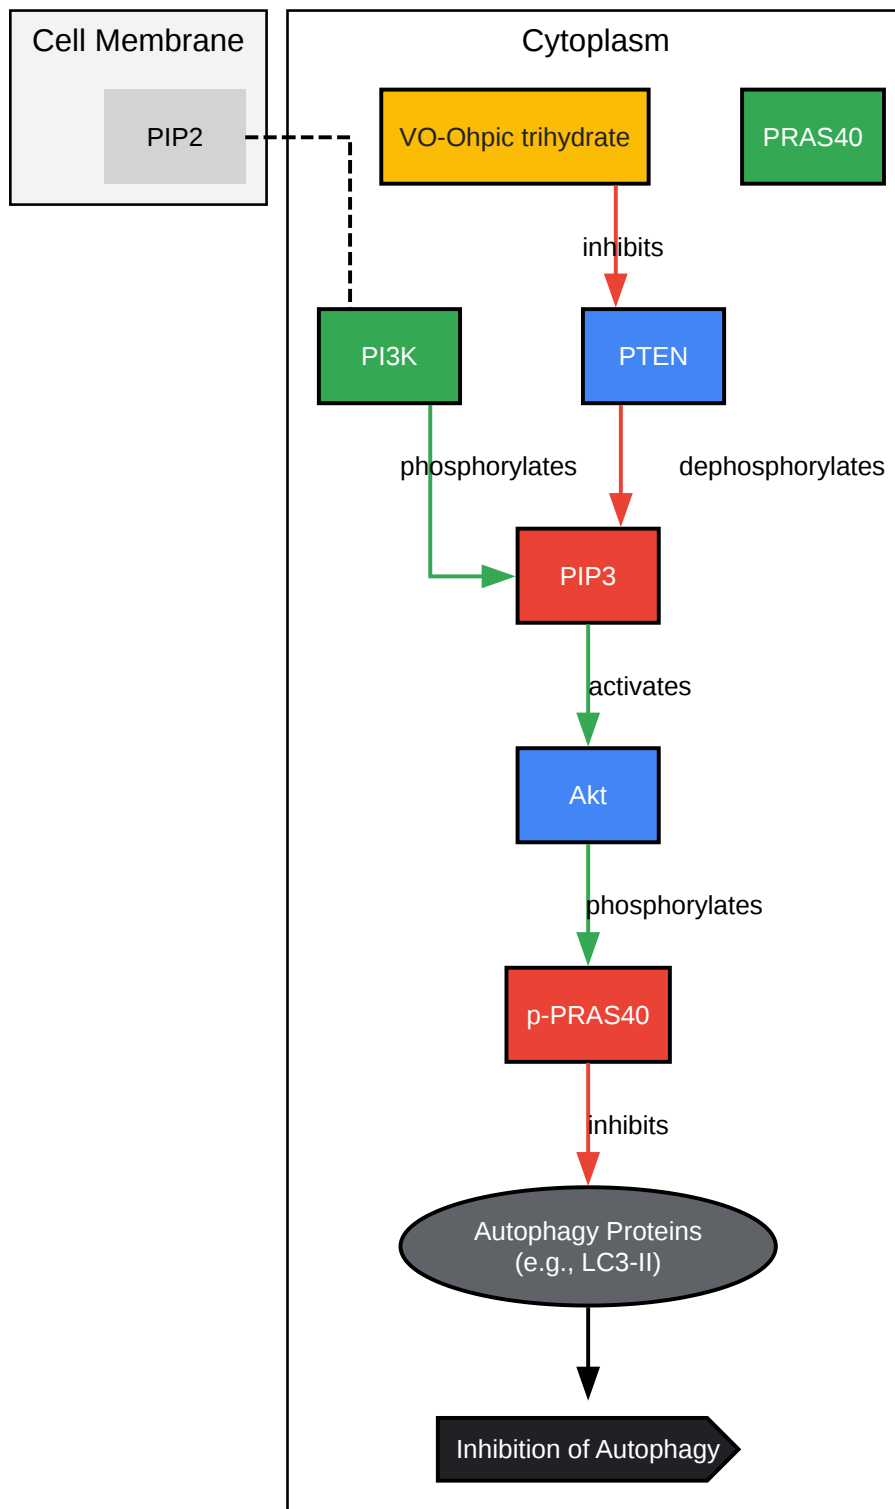 Cell Membrane
Cytoplasm
PIP2
VO-Ohpic trihydrate
PRAS40
inhibits
PI3K
PTEN
phosphorylates
dephosphorylates
PIP3
activates
Akt
phosphorylates
p-PRAS40
inhibits
Autophagy Proteins
(e.g., LC3-II)
Inhibition of Autophagy